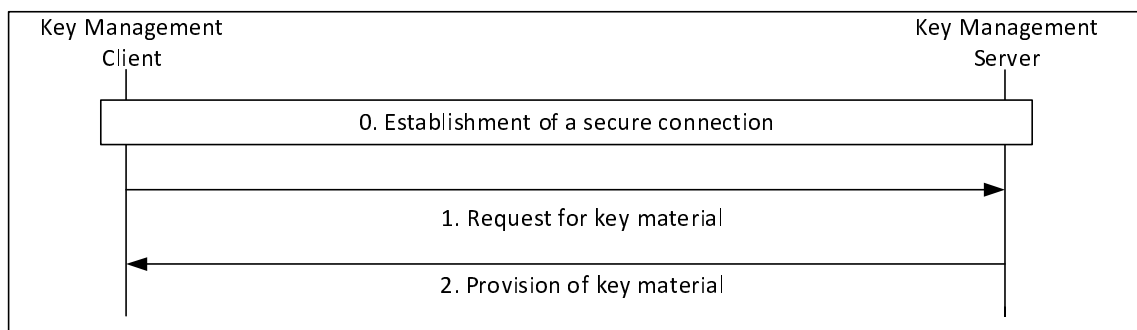 Key Management
Client
Key Management
Server
0. Establishment of a secure connection
1. Request for key material
2. Provision of key material